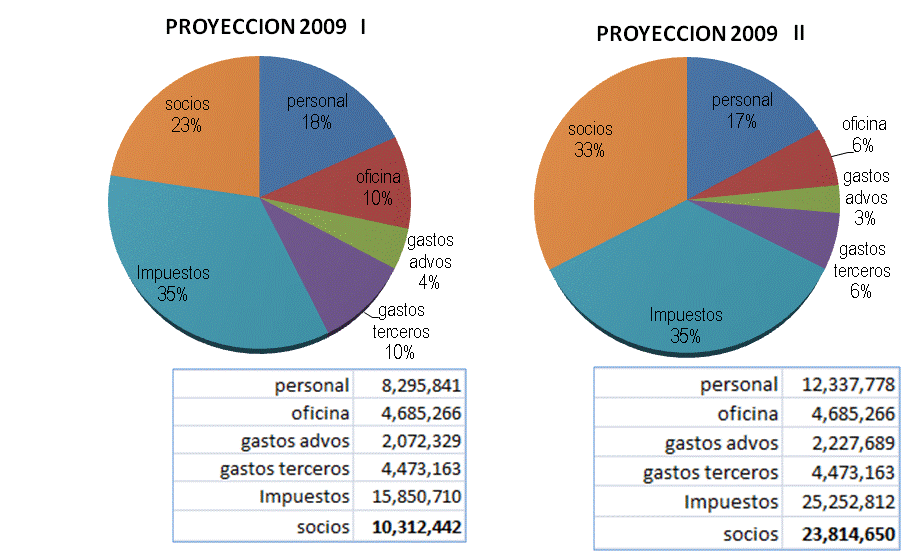 PROYECCION 2009 I
socios
23%
personal
18%
oficina
10%
gastos
advos
4%
gastos
terceros
10%
Impuestos
35%
personal 8,295,841
oficina 4,685,266
gastos advos 2,072,329
gastos terceros 4,473,163
Impuestos 15,850,710
socios 10,312,442
PROYECCION 2009 II
socios
33%
personal
17%
oficina
6%
gastos
advos
3%
gastos
terceros
6%
Impuestos
35%
personal 12,337,778
oficina 4,685,266
gastos advos 2,227,689
gastos terceros 4,473,163
Impuestos 25,252,812
socios 23,814,650